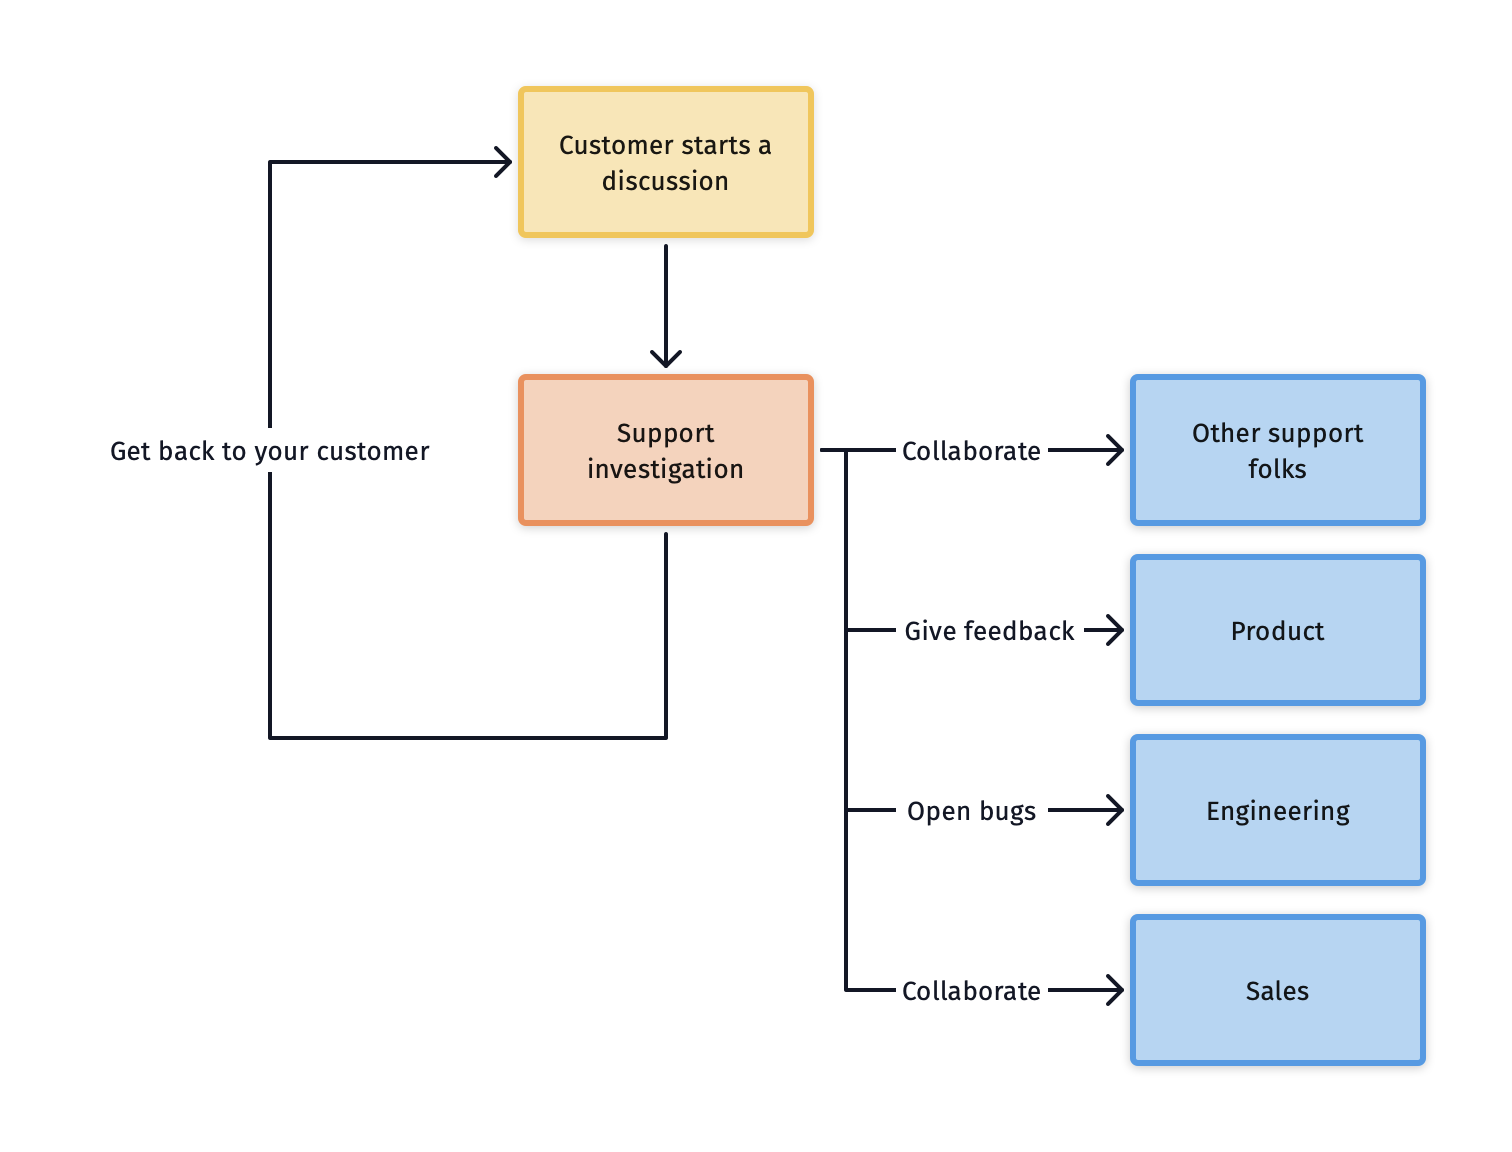 Customer starts a
discussion
Get back to your customer
Support
investigation
Collaborate
Other support
folks
Give feedback
Product
Open bugs
Engineering
Collaborate
Sales